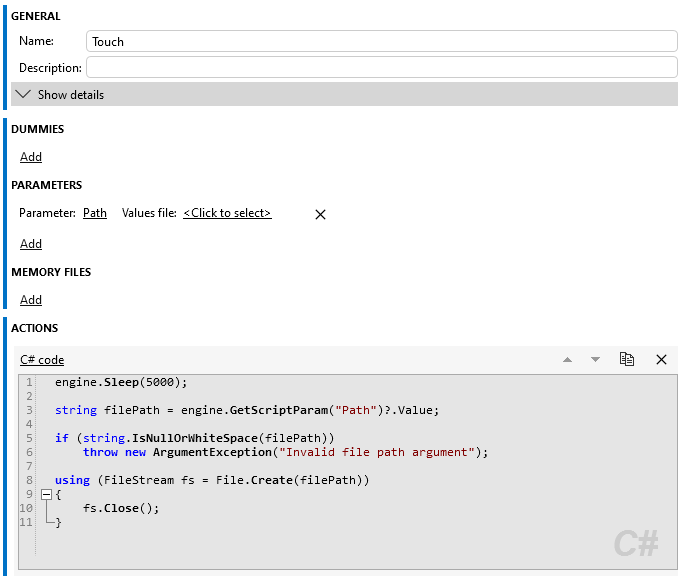 GENERAL
Name: Touch
Description:
Show details
DUMMIES
Add
PARAMETERS
Parameter: Path Values file: <Click to select>
Add
MEMORY FILES
Add
ACTIONS
C# code
1 engine.Sleep(5000);
2
3 string filePath = engine.GetScriptParam("Path")?.Value;
4
5 if (string.IsNullOrWhiteSpace(filePath))
6 throw new ArgumentException("Invalid file path argument");
7
8 using (FileStream fs = File.Create(filePath))
9 {
10 fs.Close();
11 }
C#